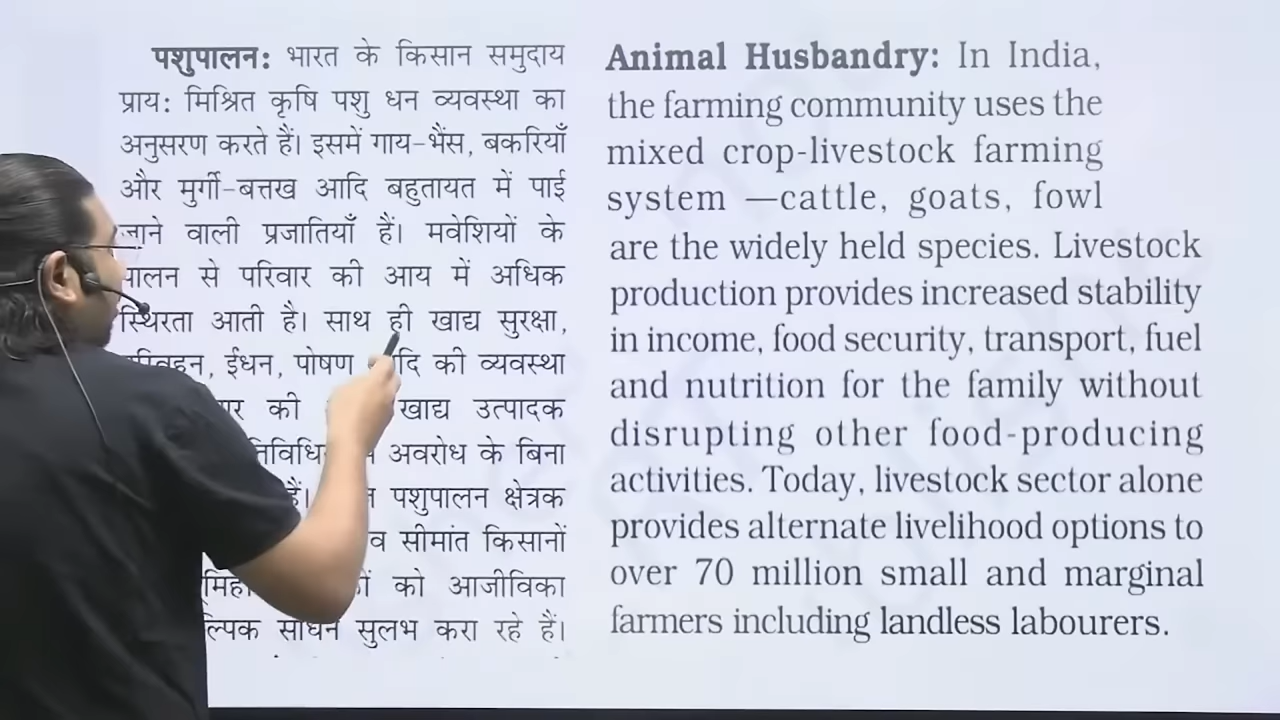 पशुपालन: भारत के किसान समुदाय
प्राय: मिश्रित कृषि पशु धन व्यवस्था का
अनुसरण करते हैं। इसमें गाय-भैंस, बकरियाँ
और मुर्गी-बत्तख आदि बहुतायत में पाई
वाली प्रजातियाँ हैं। मवेशियों के
से परिवार की आय में अधिक
स्थिरता आती है। साथ ही खाद्य सुरक्षा,
ईंधन, पोषण की व्यवस्था
की खाद्य उत्पादक
अवरोध के बिना
पशुपालन क्षेत्रक
सीमांत किसानों
को आजीविका
साधन सुलभ करा रहे हैं।
Animal Husbandry: In India,
the farming community uses the
mixed crop-livestock farming
system —cattle, goats, fowl
are the widely held species. Livestock
production provides increased stability
in income, food security, transport, fuel
and nutrition for the family without
disrupting other food-producing
activities. Today, livestock sector alone
provides alternate livelihood options to
over 70 million small and marginal
farmers including landless labourers.